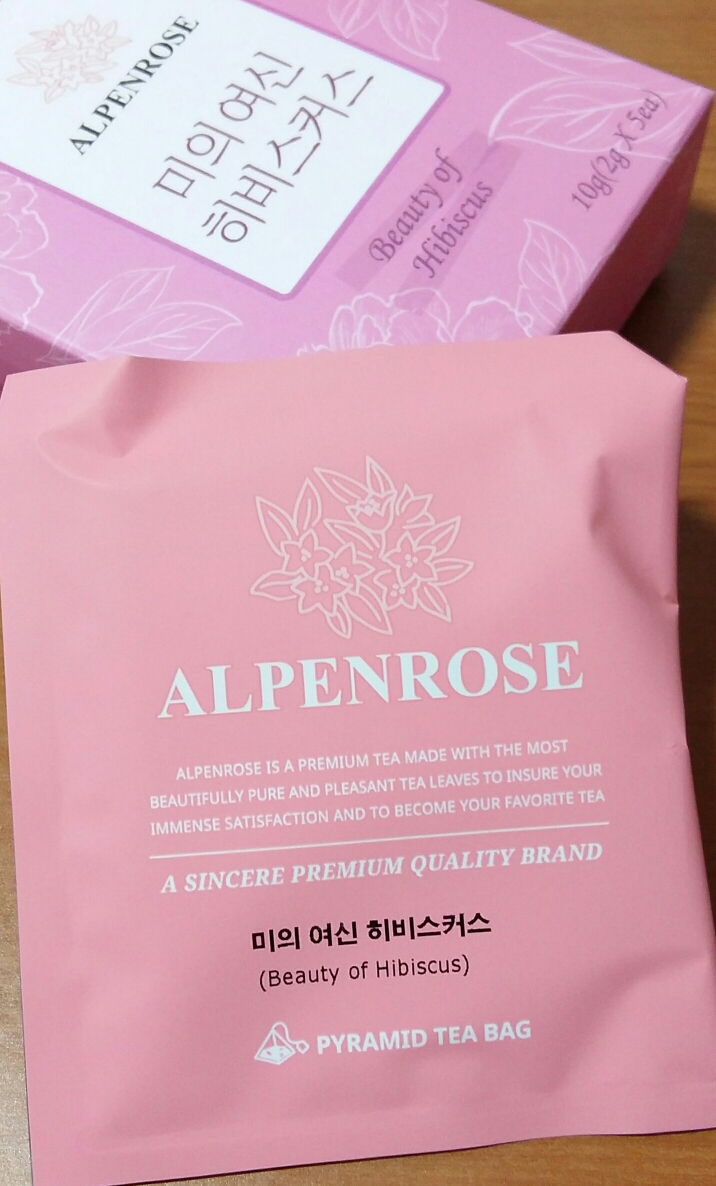 ALPENROSE
미의 여신
히비스커스
Beauty of
Hibiscus
10g(2g X 5ea)
ALPENROSE
ALPENROSE IS A PREMIUM TEA MADE WITH THE MOST
BEAUTIFULLY PURE AND PLEASANT TEA LEAVES TO INSURE YOUR
IMMENSE SATISFACTION AND TO BECOME YOUR FAVORITE TEA
A SINCERE PREMIUM QUALITY BRAND
미의 여신 히비스커스
(Beauty of Hibiscus)
PYRAMID TEA BAG